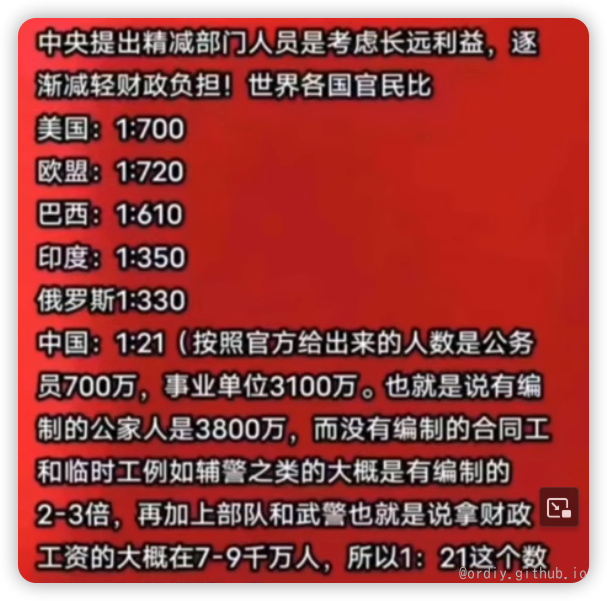 中央提出精减部门人员是考虑长远利益，逐
渐减轻财政负担！世界各国官民比
美国：1:700
欧盟：1:720
巴西：1:610
印度：1:350
俄罗斯1:330
中国：1:21（按照官方给出来的人数是公务
员700万，事业单位3100万。也就是说有编
制的公家人是3800万，而没有编制的合同工
和临时工例如辅警之类的大概是有编制的
2-3倍，再加上部队和武警也就是说拿财政
工资的大概在7-9千万人，所以1：21这个数
@ordiy.github.io